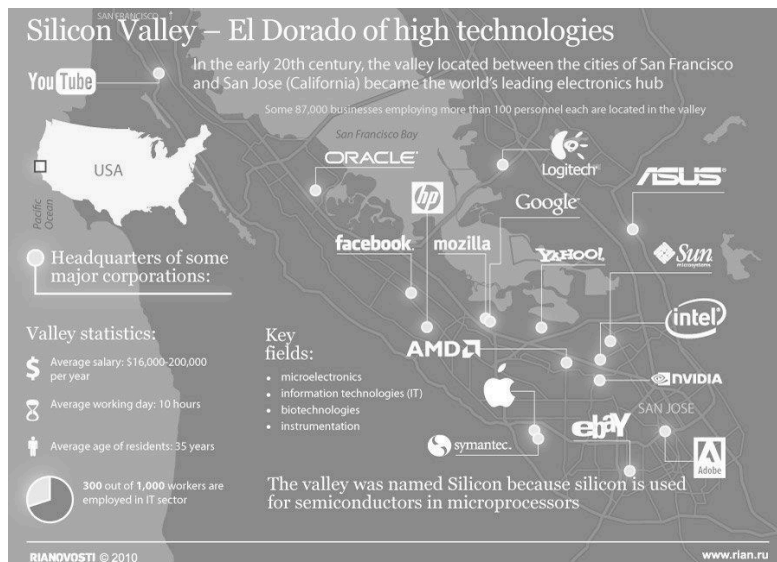 SAN FRANCISCO
Silicon Valley – El Dorado of high technologies
In the early 20th century, the valley located between the cities of San Francisco
and San Jose (California) became the world's leading electronics hub
Some 87,000 businesses employing more than 100 personnel each are located in the valley
YouTube
San Francisco Bay
ORACLE
Logitech
USA
hp
ASUS
Google
Pacific
Ocean
facebook
mozilla
YAHOO!
Sun
microsystems
Headquarters of some
major corporations:
intel
Valley statistics:
Key
fields:
AMD
$
Average salary: $16,000-200,000
per year
• microelectronics
• information technologies (IT)
• biotechnologies
• instrumentation
NVIDIA
Average working day: 10 hours
SAN JOSE
ebay
Average age of residents: 35 years
symantec.
Adobe
300 out of 1,000 workers are
employed in IT sector
The valley was named Silicon because silicon is used
for semiconductors in microprocessors
RIANOVOSTI © 2010
www.rian.ru